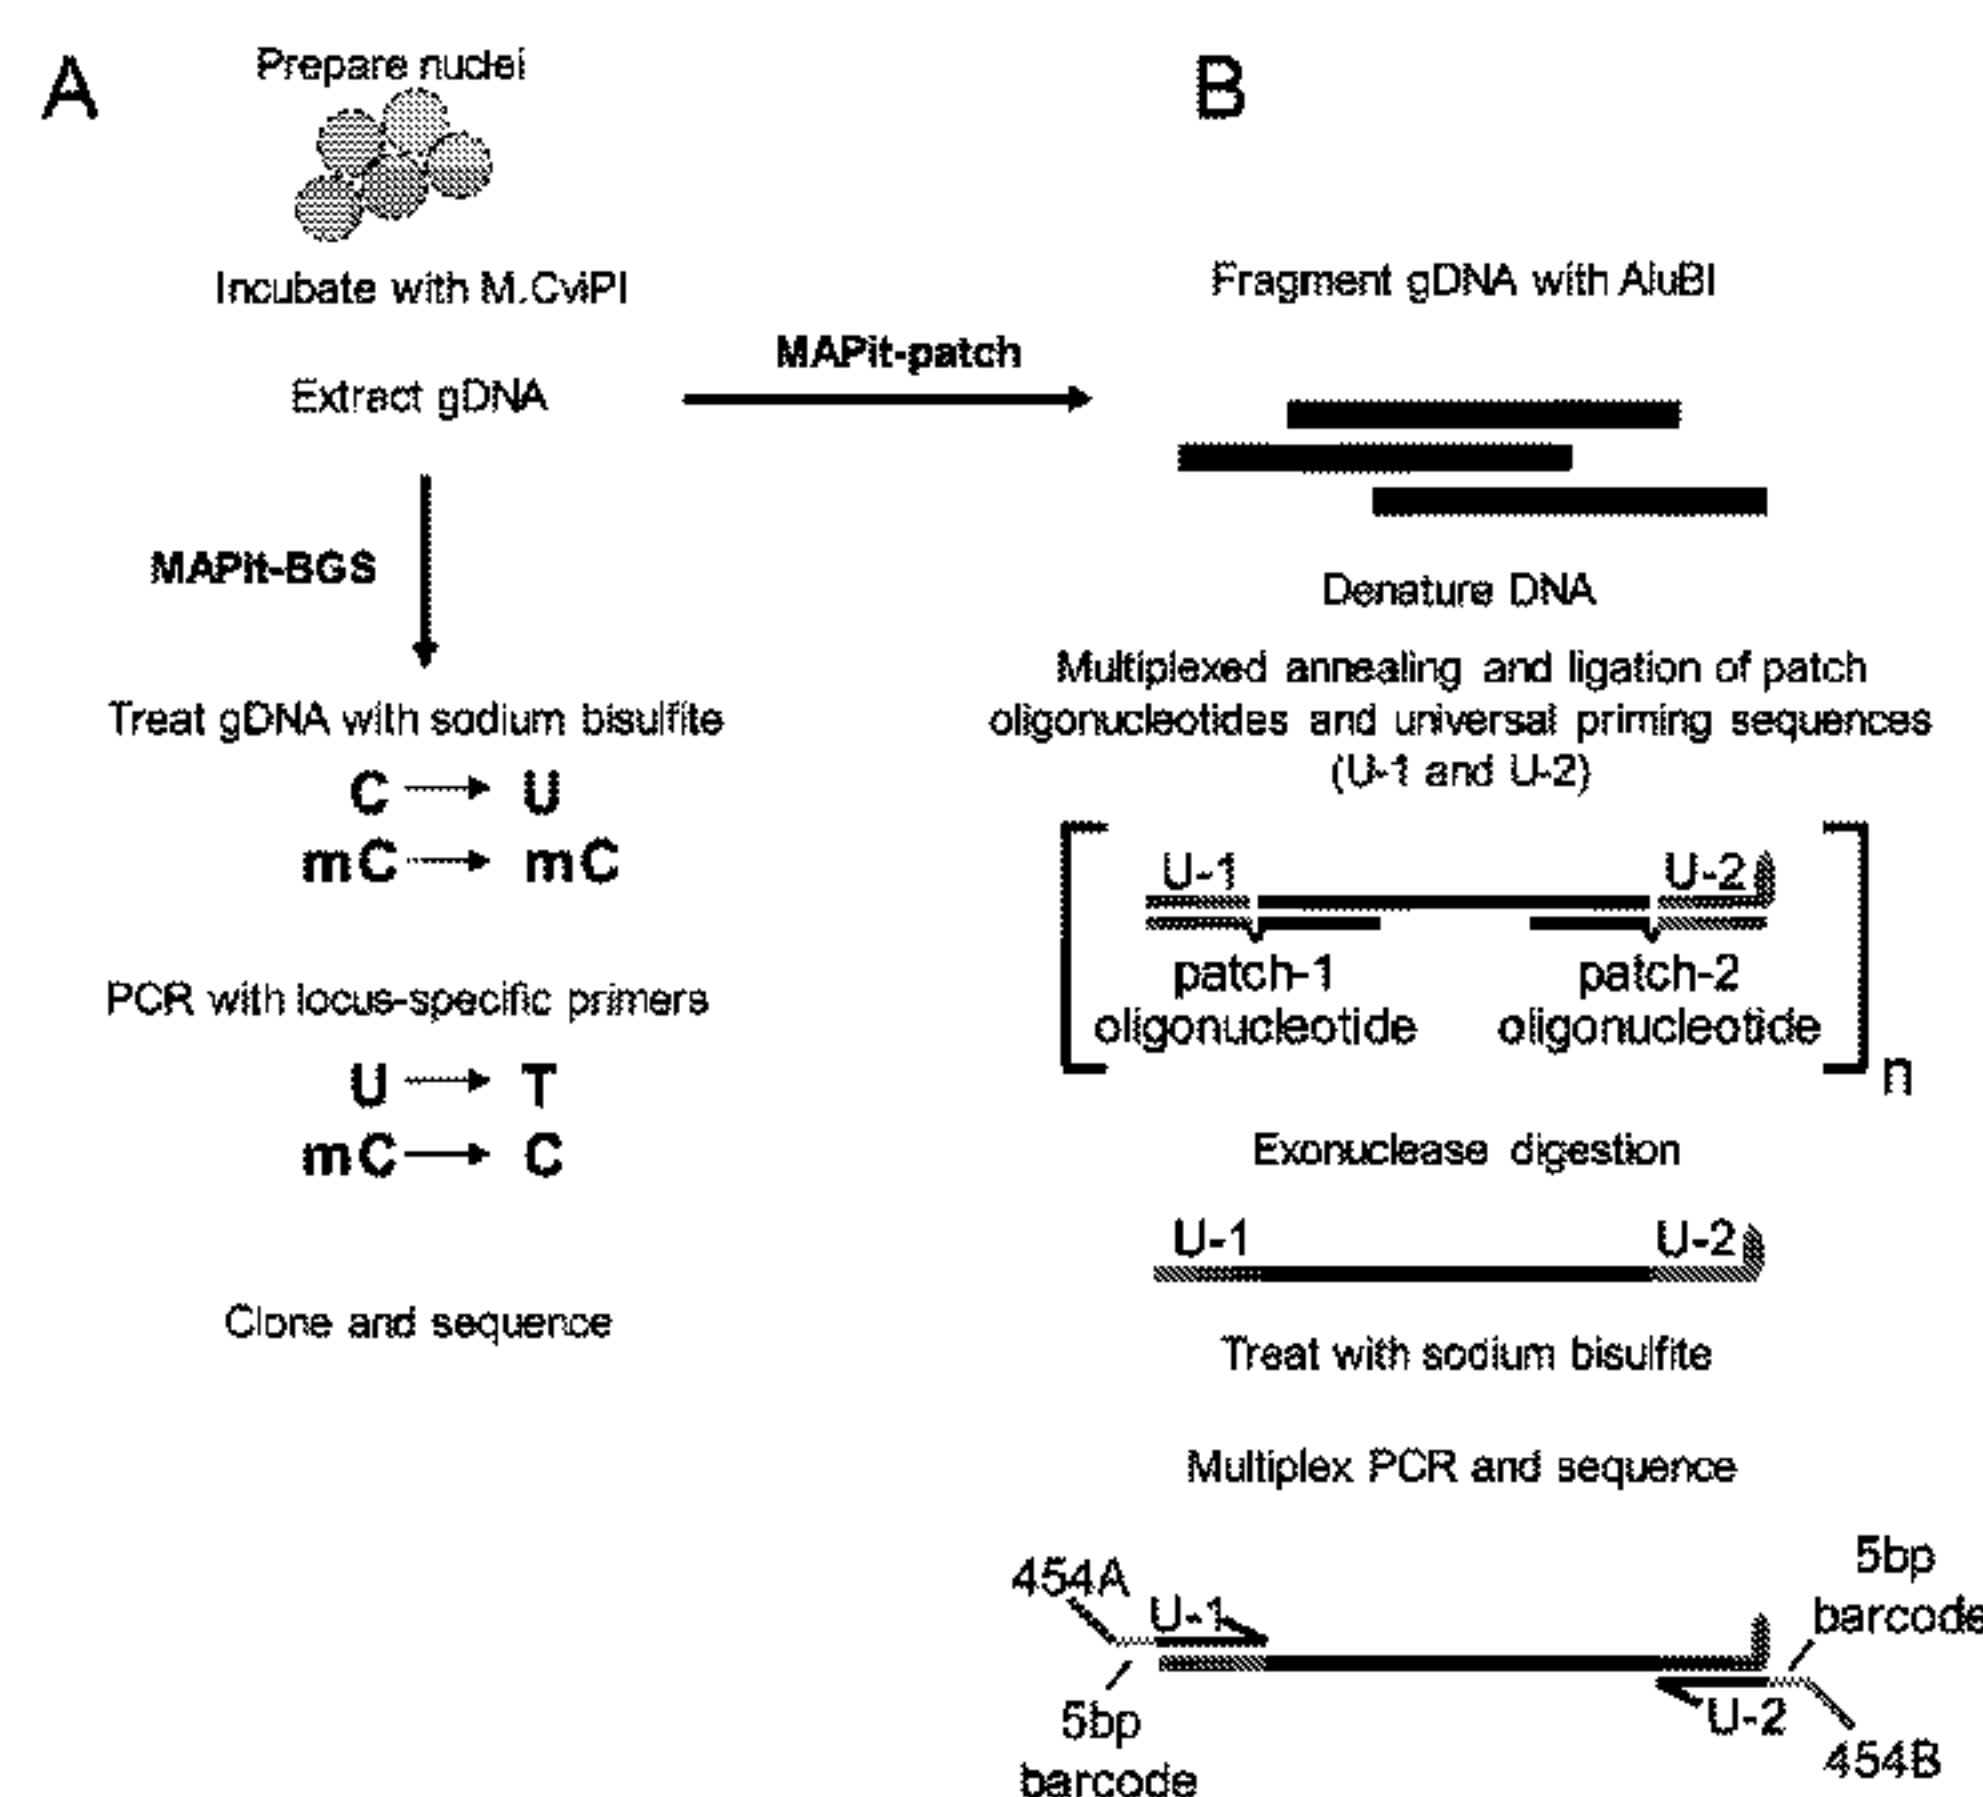 A
Prepare nuclei
Incubate with M.CviPI
Extract gDNA
MAPit-patch
MAPit-BGS
Treat gDNA with sodium bisulfite
C U
mC mC
PCR with locus-specific primers
U T
mC C
Clone and sequence
B
Fragment gDNA with AluBI
Denature DNA
Multiplexed annealing and ligation of patch
oligonucleotides and universal priming sequences
(U-1 and U-2)
U-1 U-2
patch-1 patch-2
oligonucleotide oligonucleotide
n
Exonuclease digestion
U-1 U-2
Treat with sodium bisulfite
Multiplex PCR and sequence
5bp
454A
U-1 barcode
5bp U-2
barcode 454B